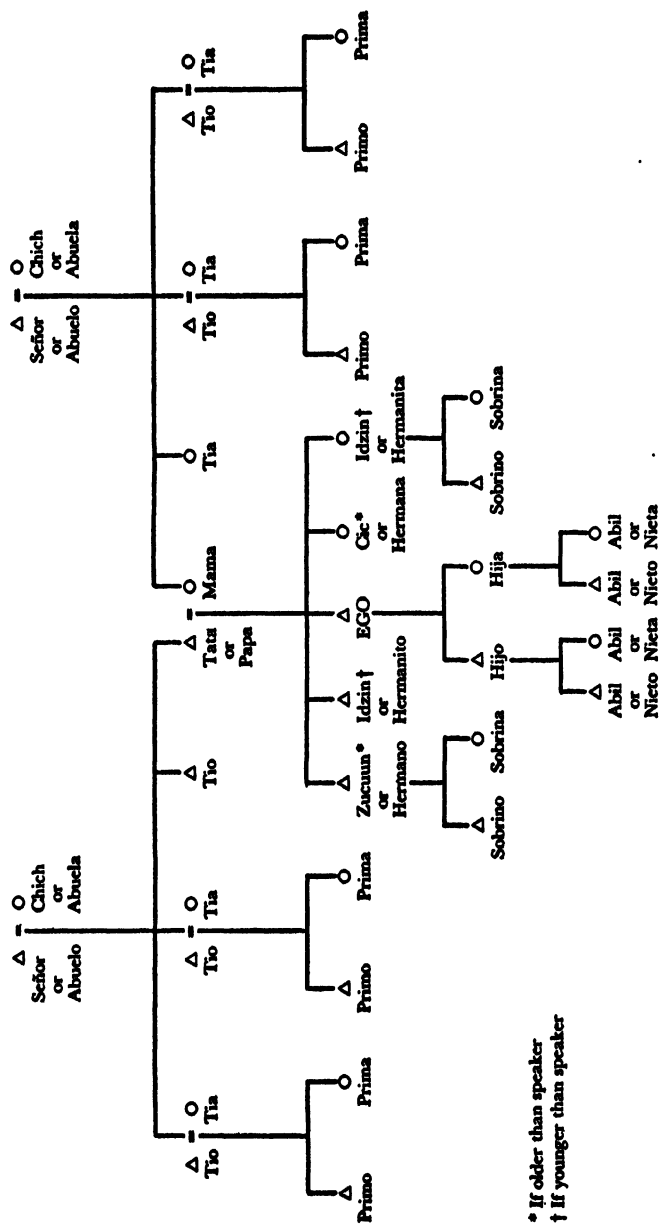 Señor
or
Abuelo
Chich
or
Abuela
Señor
or
Abuelo
Chich
or
Abuela
Tio
Tia
Tio
Tia
Tio
Tata
or
Papa
Mama
Tia
Tio
Tia
Tio
Tia
Primo
Prima
Primo
Prima
Zucuun*
or
Hermano
Idzin†
or
Hermanito
EGO
Cic*
or
Hermana
Idzin†
or
Hermanita
Primo
Prima
Primo
Prima
Sobrino
Sobrina
Hijo
Hija
Sobrino
Sobrina
Abil
or
Nieto
Abil
or
Nieta
Abil
or
Nieto
Abil
or
Nieta
* If older than speaker
† If younger than speaker